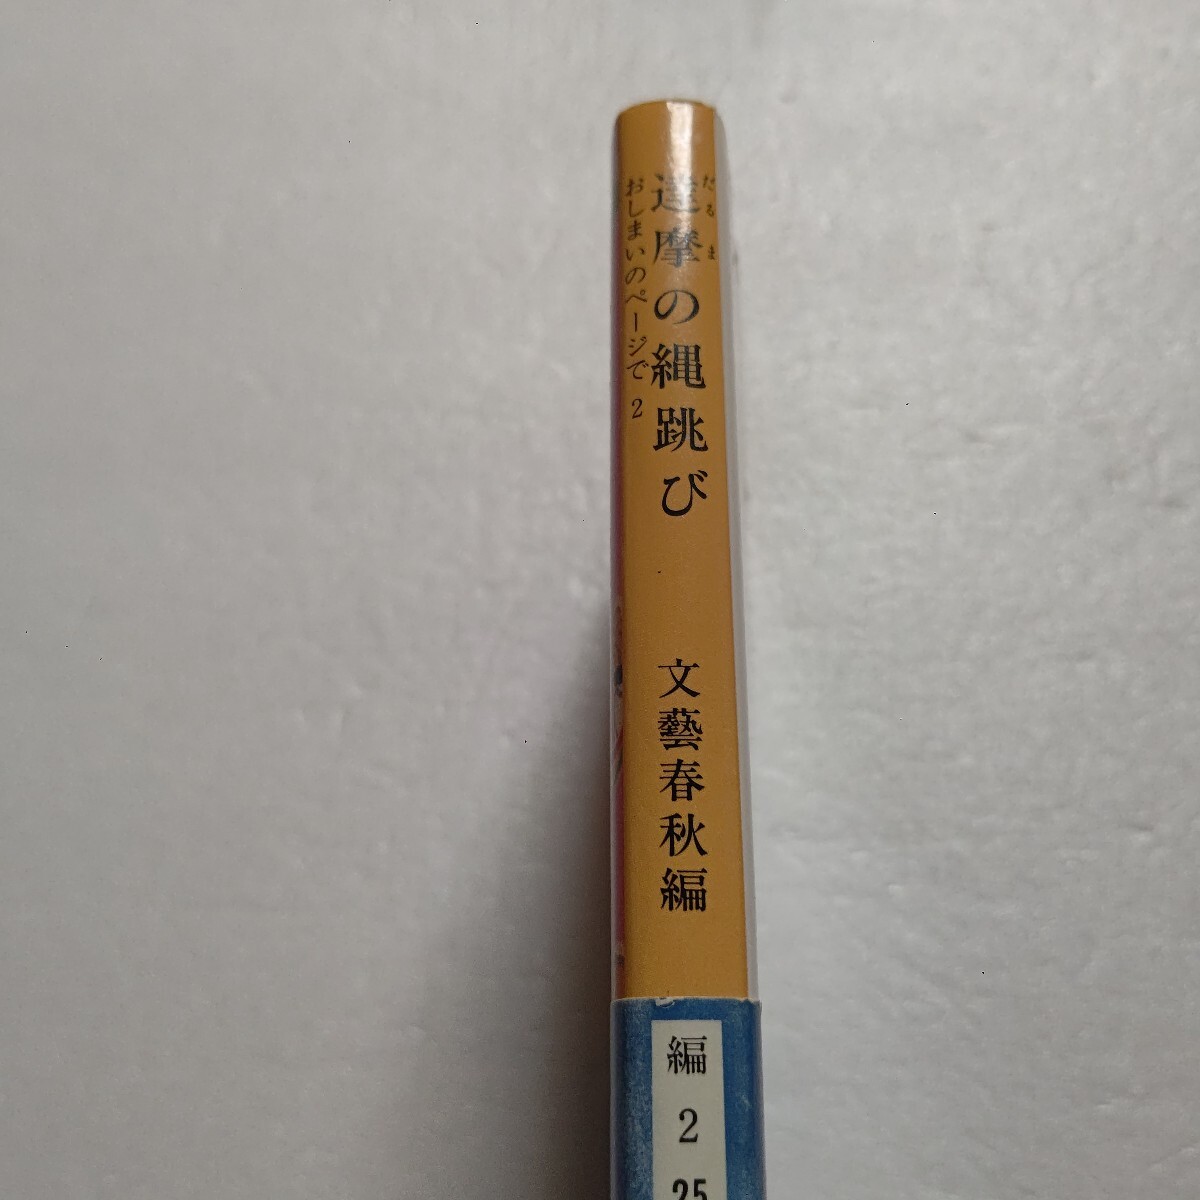 達摩の縄跳び
だるま
おしまいのページで 2
文藝春秋編
編
2
25